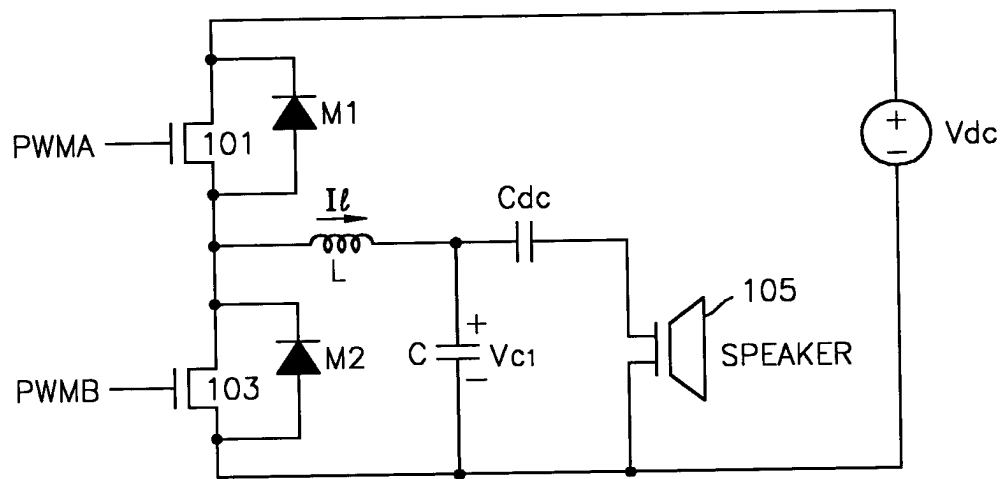 M1
PWMA
101
+
−
Vdc
Iℓ
L
Cdc
105
SPEAKER
C
+
Vc1
−
M2
PWMB
103